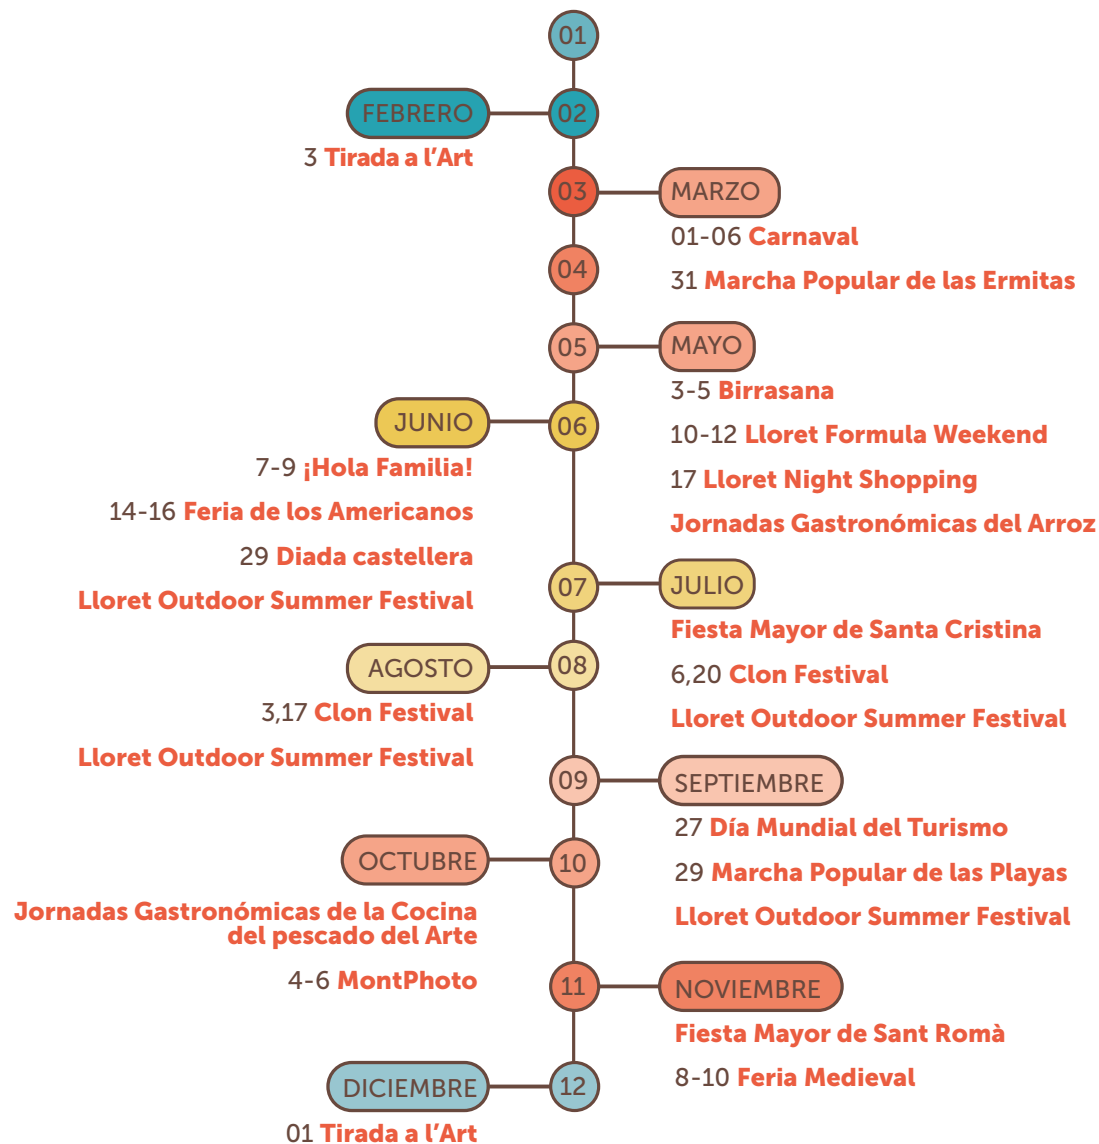 01
FEBRERO
02
3 Tirada a l’Art
03
MARZO
01-06 Carnaval
31 Marcha Popular de las Ermitas
04
05
MAYO
3-5 Birrasana
10-12 Lloret Formula Weekend
17 Lloret Night Shopping
Jornadas Gastronómicas del Arroz
JUNIO
06
7-9 ¡Hola Familia!
14-16 Feria de los Americanos
29 Diada castellera
Lloret Outdoor Summer Festival
07
JULIO
Fiesta Mayor de Santa Cristina
6,20 Clon Festival
Lloret Outdoor Summer Festival
AGOSTO
08
3,17 Clon Festival
Lloret Outdoor Summer Festival
09
SEPTIEMBRE
27 Día Mundial del Turismo
29 Marcha Popular de las Playas
Lloret Outdoor Summer Festival
OCTUBRE
10
Jornadas Gastronómicas de la Cocina
del pescado del Arte
4-6 MontPhoto
11
NOVIEMBRE
Fiesta Mayor de Sant Romà
8-10 Feria Medieval
DICIEMBRE
12
01 Tirada a l’Art